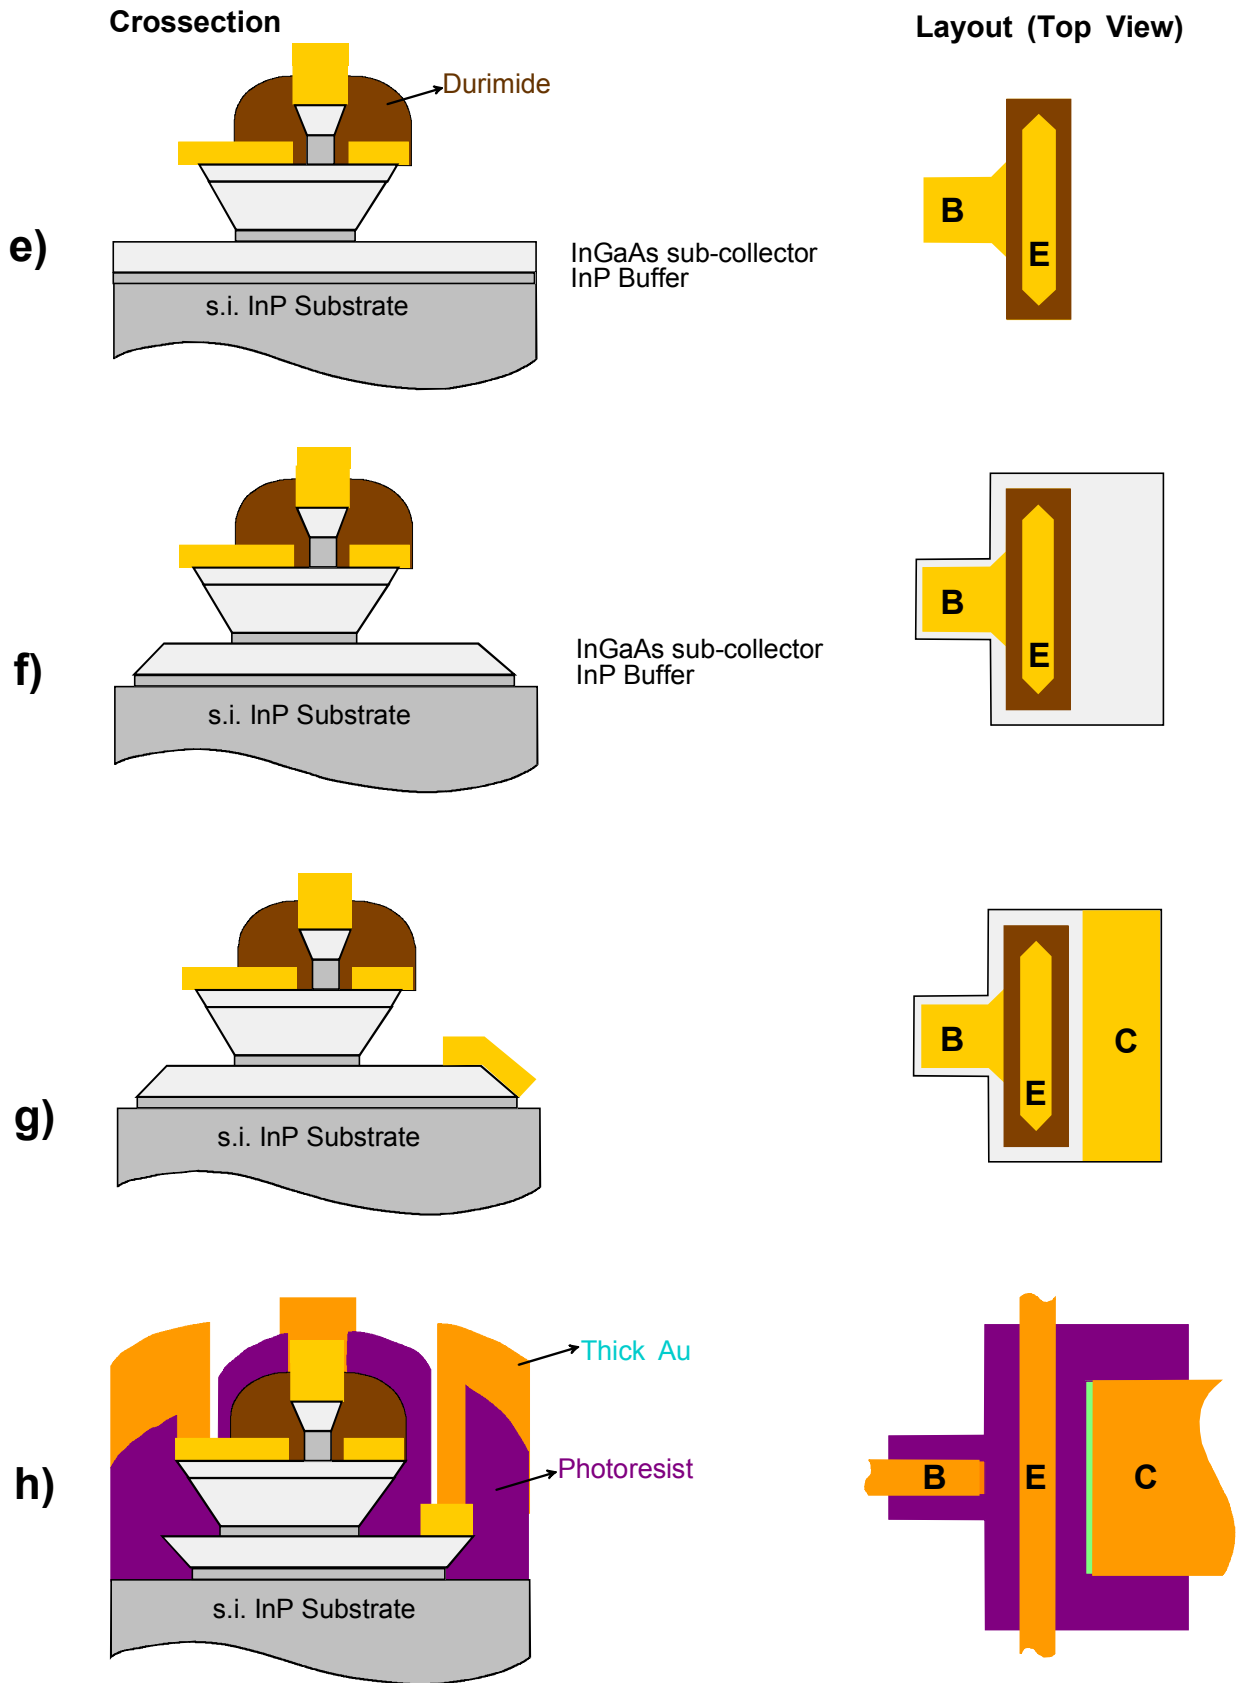 Crossection
Layout (Top View)
Durimide
B
E
e)
InGaAs sub-collector
InP Buffer
s.i. InP Substrate
B
E
f)
InGaAs sub-collector
InP Buffer
s.i. InP Substrate
B
C
E
g)
s.i. InP Substrate
Thick Au
Photoresist
h)
B
E
C
s.i. InP Substrate